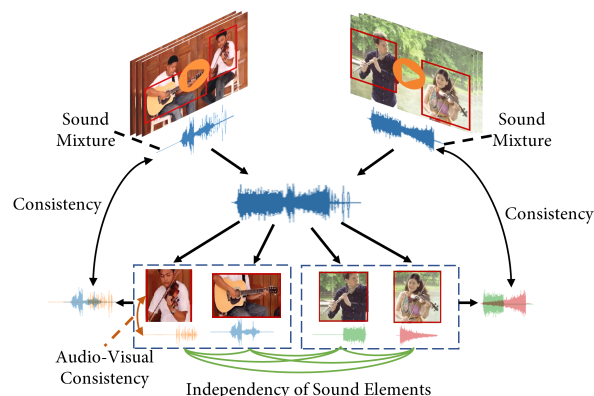 Sound
Mixture
Sound
Mixture
Consistency
Consistency
Audio-Visual
Consistency
Independency of Sound Elements